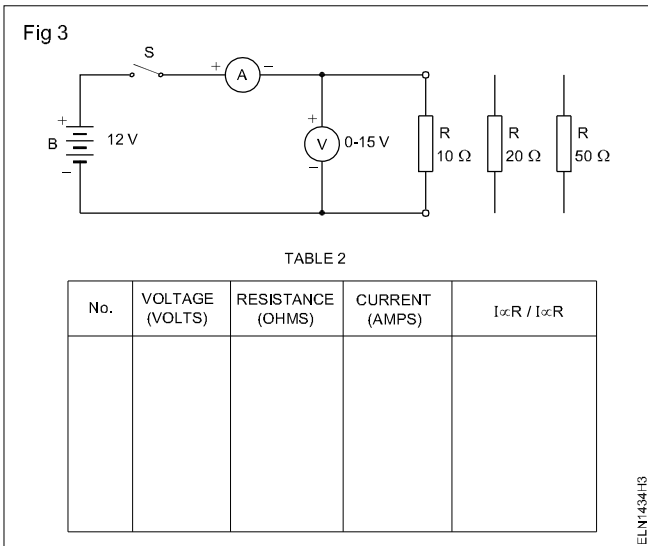 Fig 3
S
+ A −
+
B 12 V
−
+
V 0-15 V
−
R
10 Ω
R
20 Ω
R
50 Ω
TABLE 2
No.
VOLTAGE
(VOLTS)
RESISTANCE
(OHMS)
CURRENT
(AMPS)
I∝R / I∝R
ELN1434H3